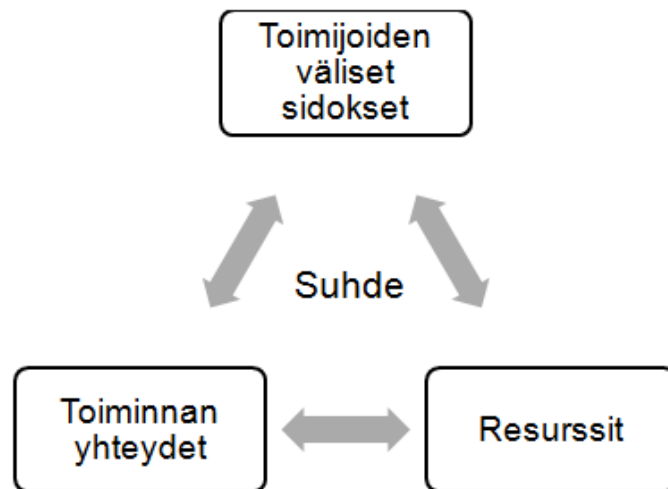 Toimijoiden
väliset
sidokset
Suhde
Toiminnan
yhteydet
Resurssit